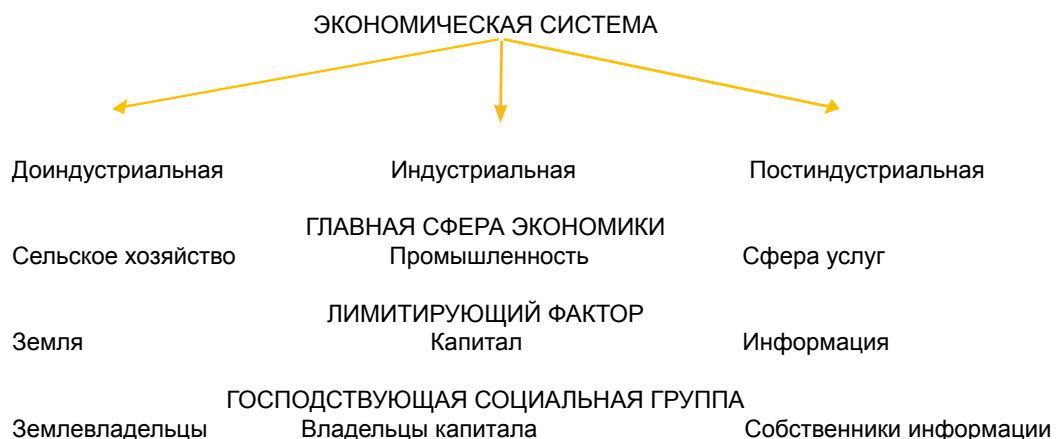 ЭКОНОМИЧЕСКАЯ СИСТЕМА
Доиндустриальная Индустриальная Постиндустриальная
ГЛАВНАЯ СФЕРА ЭКОНОМИКИ
Сельское хозяйство Промышленность Сфера услуг
ЛИМИТИРУЮЩИЙ ФАКТОР
Земля Капитал Информация
ГОСПОДСТВУЮЩАЯ СОЦИАЛЬНАЯ ГРУППА
Землевладельцы Владельцы капитала Собственники информации